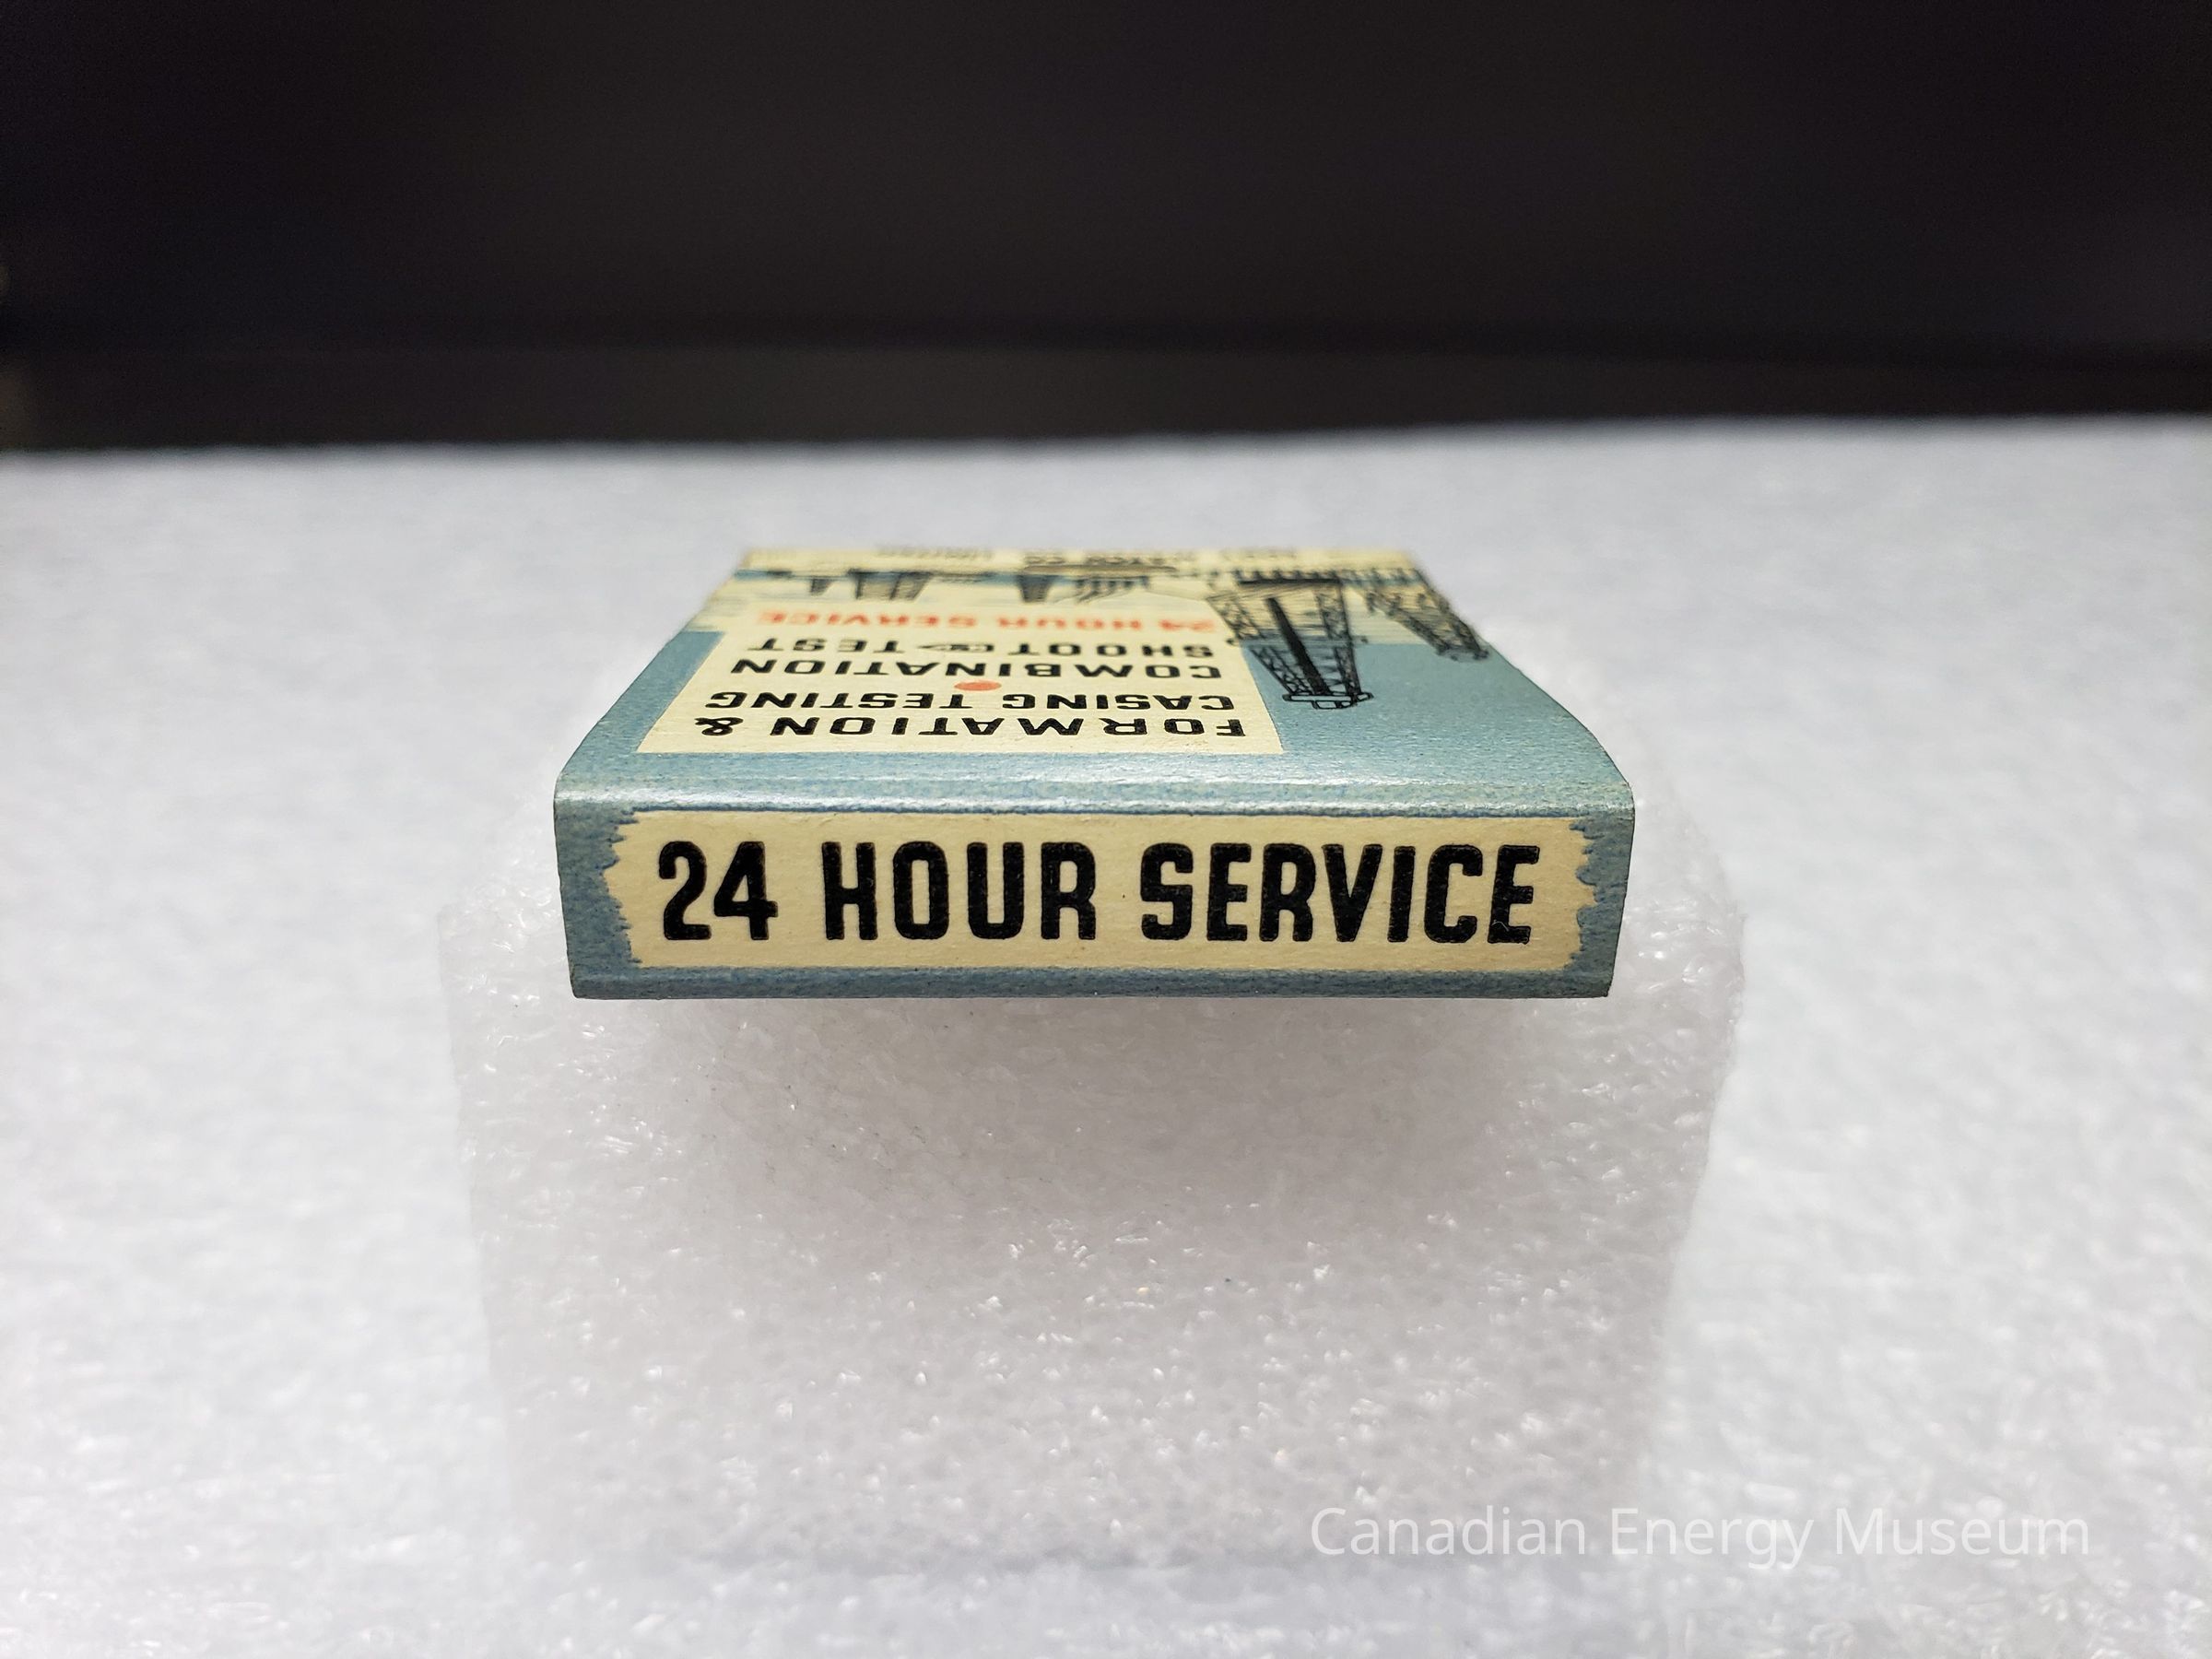 FORMATION &
CASING TESTING
COMBINATION
SHOOT TEST
24 HOUR SERVICE
24 HOUR SERVICE
Canadian Energy Museum